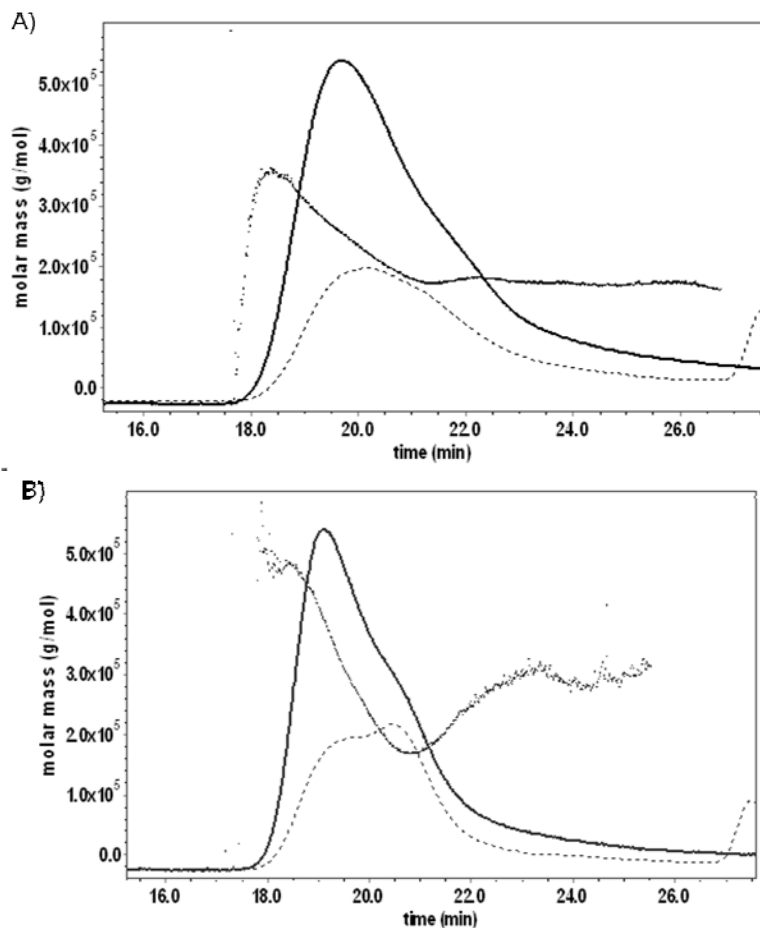 A)
molar mass (g/mol)
5.0x10⁵
4.0x10⁵
3.0x10⁵
2.0x10⁵
1.0x10⁵
0.0
16.0 18.0 20.0 22.0 24.0 26.0
time (min)
B)
molar mass (g/mol)
5.0x10⁵
4.0x10⁵
3.0x10⁵
2.0x10⁵
1.0x10⁵
0.0
16.0 18.0 20.0 22.0 24.0 26.0
time (min)